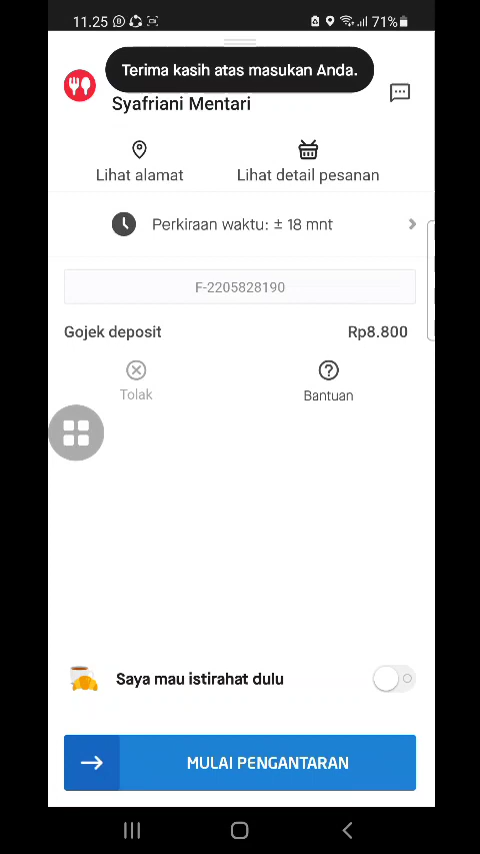 11.25
71%
Terima kasih atas masukan Anda.
Syafriani Mentari
Lihat alamat
Lihat detail pesanan
Perkiraan waktu: ± 18 mnt
F-2205828190
Gojek deposit
Rp8.800
Tolak
Bantuan
Saya mau istirahat dulu
MULAI PENGANTARAN